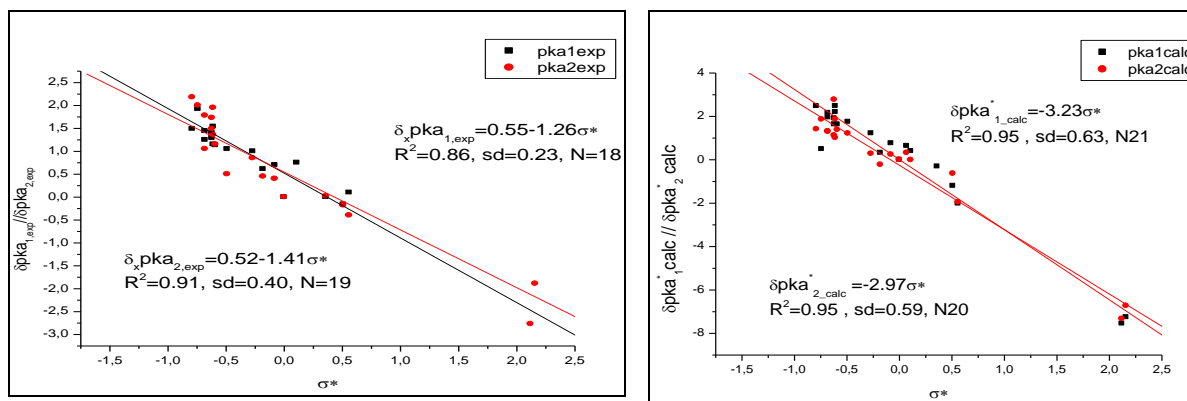 pka1exp
pka2exp
δₓpka₁,exp=0.55-1.26σ*
R²=0.86, sd=0.23, N=18
δₓpka₂,exp=0.52-1.41σ*
R²=0.91, sd=0.40, N=19
δpka₁,exp//δpka₂,exp
2,5
2,0
1,5
1,0
0,5
0,0
-0,5
-1,0
-1,5
-2,0
-2,5
-3,0
-1,5 -1,0 -0,5 0,0 0,5 1,0 1,5 2,0 2,5
σ*
pka1calc
pka2calc
δpka*₁_calc=-3.23σ*
R²=0.95 , sd=0.63, N21
δpka*₂_calc=-2.97σ*
R²=0.95 , sd=0.59, N20
δpka*₁calc // δpka*₂ calc
4
2
0
-2
-4
-6
-8
-1,5 -1,0 -0,5 0,0 0,5 1,0 1,5 2,0 2,5
σ*